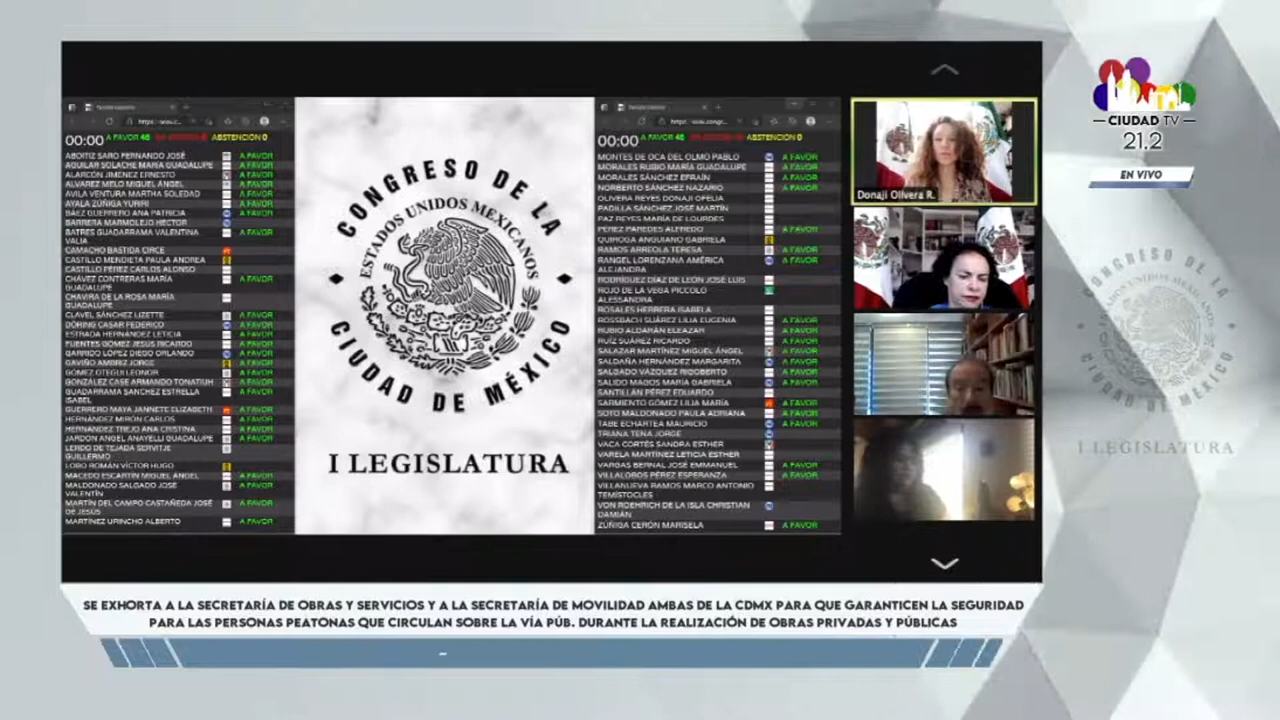 00:00 A FAVOR 48 ABSTENCIÓN 0
ABOITIZ SARO FERNANDO JOSÉ A FAVOR
AGUILAR SOLACHE MARÍA GUADALUPE A FAVOR
ALARCÓN JIMÉNEZ ERNESTO A FAVOR
ÁLVAREZ MELO MIGUEL ÁNGEL A FAVOR
ÁVILA VENTURA MARTHA SOLEDAD A FAVOR
AYALA ZÚÑIGA YURIRI A FAVOR
BÁEZ GUERRERO ANA PATRICIA A FAVOR
BARRERA MARMOLEJO HÉCTOR
BATRES GUADARRAMA VALENTINA A FAVOR
VALIA
CAMACHO BASTIDA CIRCE
CASTILLO MENDIETA PAULA ANDREA
CASTILLO PÉREZ CARLOS ALONSO
CHÁVEZ CONTRERAS MARÍA A FAVOR
GUADALUPE
CHAVIRA DE LA ROSA MARÍA
GUADALUPE
CLAVEL SÁNCHEZ LIZETTE A FAVOR
DÖRING CASAR FEDERICO A FAVOR
ESTRADA HERNÁNDEZ LETICIA A FAVOR
FUENTES GÓMEZ JESÚS RICARDO A FAVOR
GARRIDO LÓPEZ DIEGO ORLANDO A FAVOR
GAVIÑO AMBRIZ JORGE A FAVOR
GÓMEZ OTEGUI LEONOR A FAVOR
GONZÁLEZ CASE ARMANDO TONATIUH A FAVOR
GUADARRAMA SÁNCHEZ ESTRELLA A FAVOR
ISABEL
GUERRERO MAYA JANNETE ELIZABETH A FAVOR
HERNÁNDEZ MIRÓN CARLOS A FAVOR
HERNÁNDEZ TREJO ANA CRISTINA A FAVOR
JARDÓN ÁNGEL ANAYELLI GUADALUPE A FAVOR
LERDO DE TEJADA SERVITJE
GUILLERMO
LOBO ROMÁN VÍCTOR HUGO
MACEDO ESCARTÍN MIGUEL ÁNGEL A FAVOR
MALDONADO SALGADO JOSÉ A FAVOR
VALENTÍN
MARTÍN DEL CAMPO CASTAÑEDA JOSÉ A FAVOR
DE JESÚS
MARTÍNEZ URINCHO ALBERTO A FAVOR
CONGRESO DE LA
ESTADOS UNIDOS MEXICANOS
CIUDAD DE MÉXICO
I LEGISLATURA
00:00 A FAVOR 48 ABSTENCIÓN 0
MONTES DE OCA DEL OLMO PABLO A FAVOR
MORALES RUBIO MARÍA GUADALUPE A FAVOR
MORALES SÁNCHEZ EFRAÍN A FAVOR
NORBERTO SÁNCHEZ NAZARIO A FAVOR
OLIVERA REYES DONAJI OFELIA
PADILLA SÁNCHEZ JOSÉ MARTÍN
PAZ REYES MARÍA DE LOURDES
PÉREZ PAREDES ALFREDO A FAVOR
QUIROGA ANGUIANO GABRIELA
RAMOS ARREOLA TERESA A FAVOR
RANGEL LORENZANA AMÉRICA A FAVOR
ALEJANDRA
RODRÍGUEZ DÍAZ DE LEÓN JOSÉ LUIS
ROJO DE LA VEGA PICCOLO
ALESSANDRA
ROSALES HERRERA ISABELA
ROSSBACH SUÁREZ LILIA EUGENIA A FAVOR
RUBIO ALDARÁN ELEAZAR A FAVOR
RUÍZ SUÁREZ RICARDO A FAVOR
SALAZAR MARTÍNEZ MIGUEL ÁNGEL A FAVOR
SALDAÑA HERNÁNDEZ MARGARITA A FAVOR
SALGADO VÁZQUEZ RIGOBERTO A FAVOR
SALIDO MAGOS MARÍA GABRIELA A FAVOR
SANTILLÁN PÉREZ EDUARDO
SARMIENTO GÓMEZ LILIA MARÍA A FAVOR
SOTO MALDONADO PAULA ADRIANA A FAVOR
TABE ECHARTEA MAURICIO A FAVOR
TRIANA TENA JORGE
VACA CORTÉS SANDRA ESTHER
VARELA MARTÍNEZ LETICIA ESTHER
VARGAS BERNAL JOSÉ EMMANUEL A FAVOR
VILLALOBOS PÉREZ ESPERANZA A FAVOR
VILLANUEVA RAMOS MARCO ANTONIO
TEMÍSTOCLES
VON ROEHRICH DE LA ISLA CHRISTIAN
DAMIÁN
ZÚÑIGA CERÓN MARISELA A FAVOR
Donaji Olivera R.
CIUDAD TV
21.2
EN VIVO
CONGRESO DE LA
CIUDAD DE MÉXICO
I LEGISLATURA
SE EXHORTA A LA SECRETARÍA DE OBRAS Y SERVICIOS Y A LA SECRETARÍA DE MOVILIDAD AMBAS DE LA CDMX PARA QUE GARANTICEN LA SEGURIDAD
PARA LAS PERSONAS PEATONAS QUE CIRCULAN SOBRE LA VÍA PÚB. DURANTE LA REALIZACIÓN DE OBRAS PRIVADAS Y PÚBLICAS